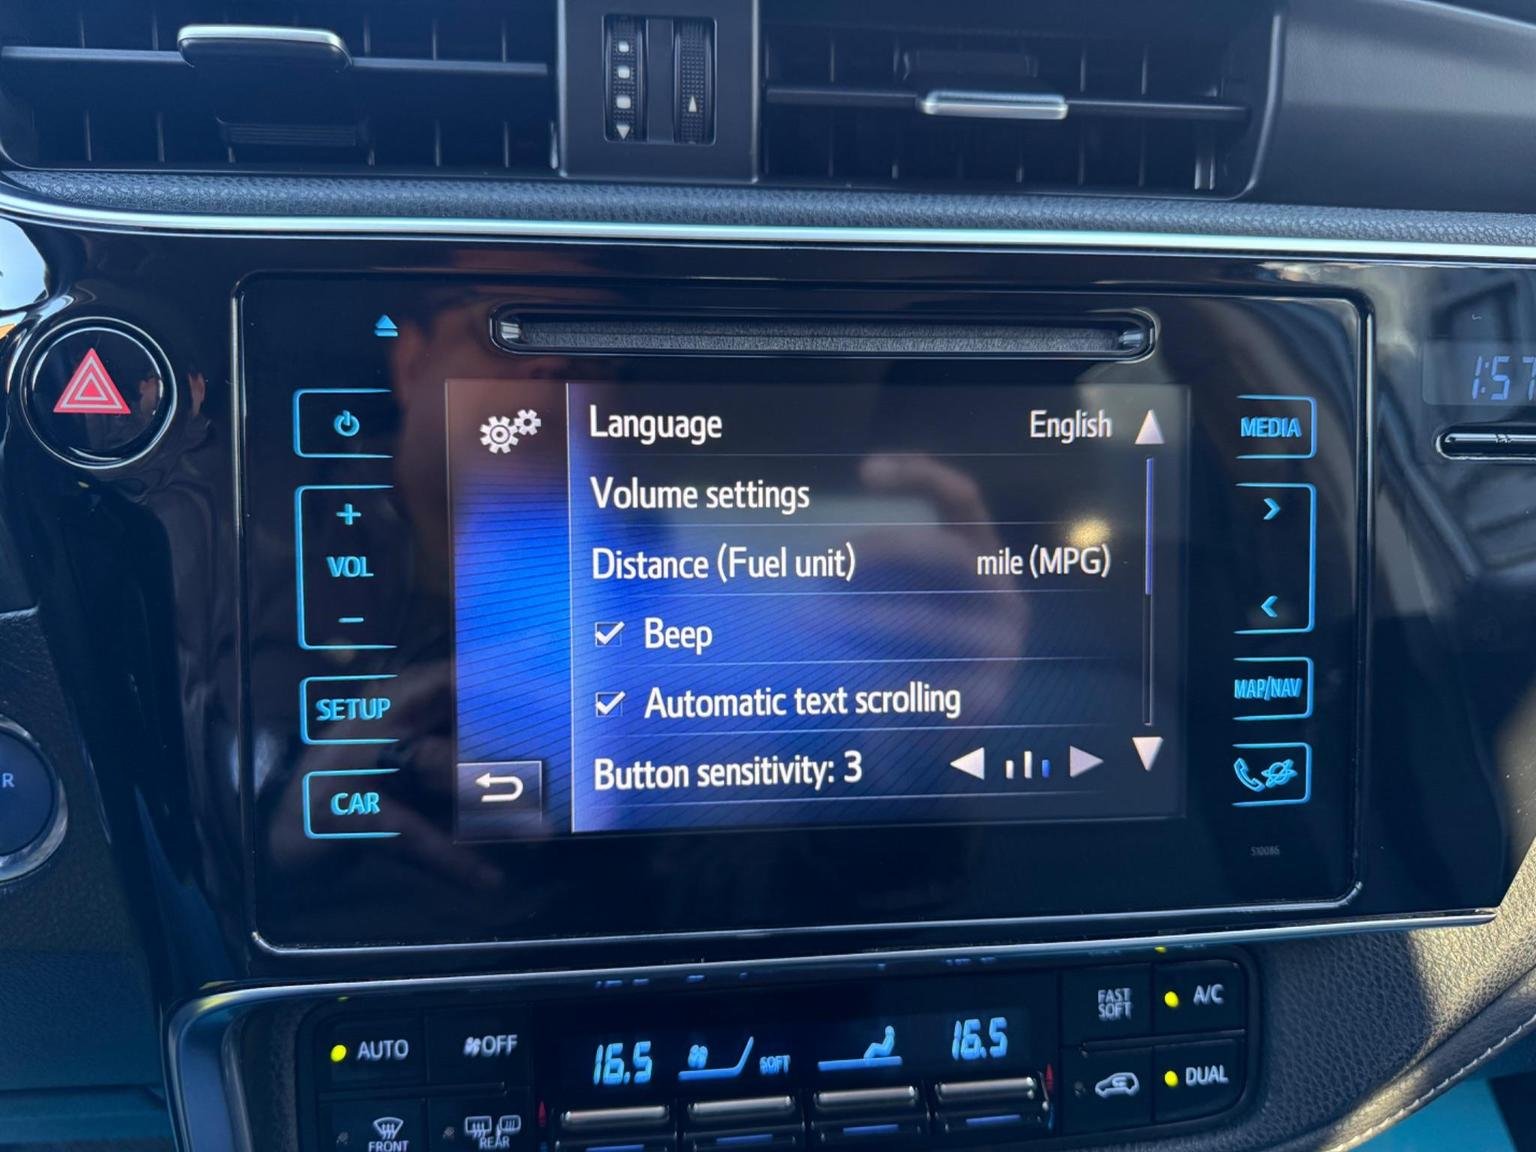 Language English
Volume settings
Distance (Fuel unit) mile (MPG)
Beep
Automatic text scrolling
Button sensitivity: 3
+
VOL
−
SETUP
CAR
MEDIA
MAP/NAV
510086
1:57
R
AUTO
OFF
16.5
SOFT
16.5
FAST
SOFT
A/C
DUAL
FRONT
REAR